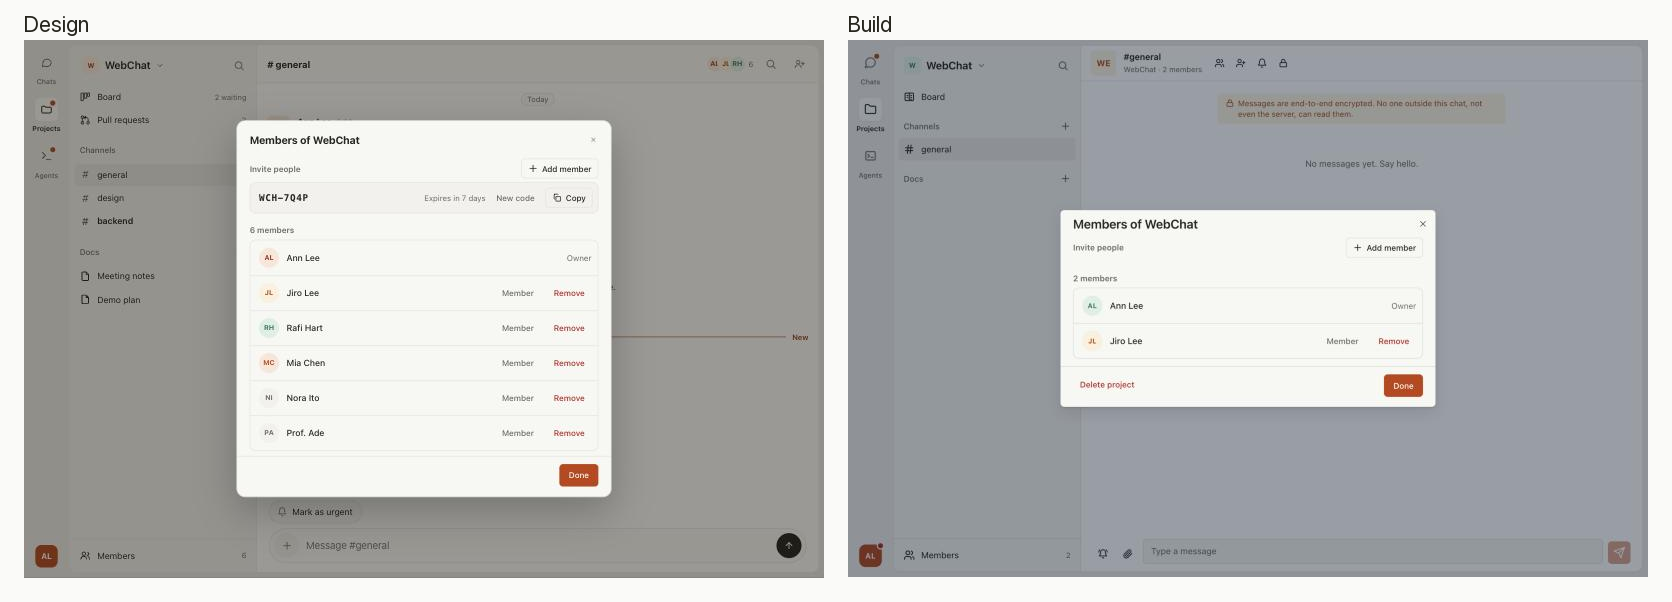 Design
Chats
Projects
Agents
AL
W WebChat
Board 2 waiting
Pull requests
Channels
# general
# design
# backend
Docs
Meeting notes
Demo plan
Members 6
# general
AL JL RH 6
Today
New
Mark as urgent
Message #general
Members of WebChat ×
Invite people + Add member
WCH-7Q4P Expires in 7 days New code Copy
6 members
AL Ann Lee Owner
JL Jiro Lee Member Remove
RH Rafi Hart Member Remove
MC Mia Chen Member Remove
NI Nora Ito Member Remove
PA Prof. Ade Member Remove
Done
Build
Chats
Projects
Agents
AL
W WebChat
Board
Channels +
# general
Docs +
Members 2
WE #general
WebChat · 2 members
Messages are end-to-end encrypted. No one outside this chat, not
even the server, can read them.
No messages yet. Say hello.
Members of WebChat ×
Invite people + Add member
2 members
AL Ann Lee Owner
JL Jiro Lee Member Remove
Delete project Done
Type a message